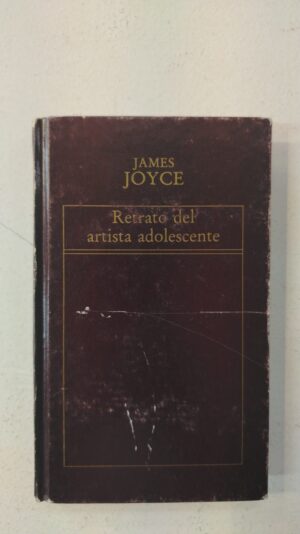 JAMES
JOYCE
Retrato del
artista adolescente